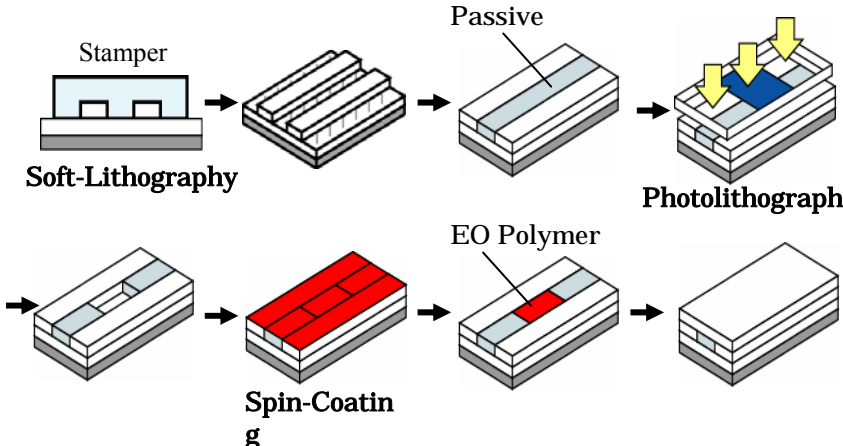 Passive
Stamper
Soft-Lithography
Photolithograph
EO Polymer
Spin-Coatin
g